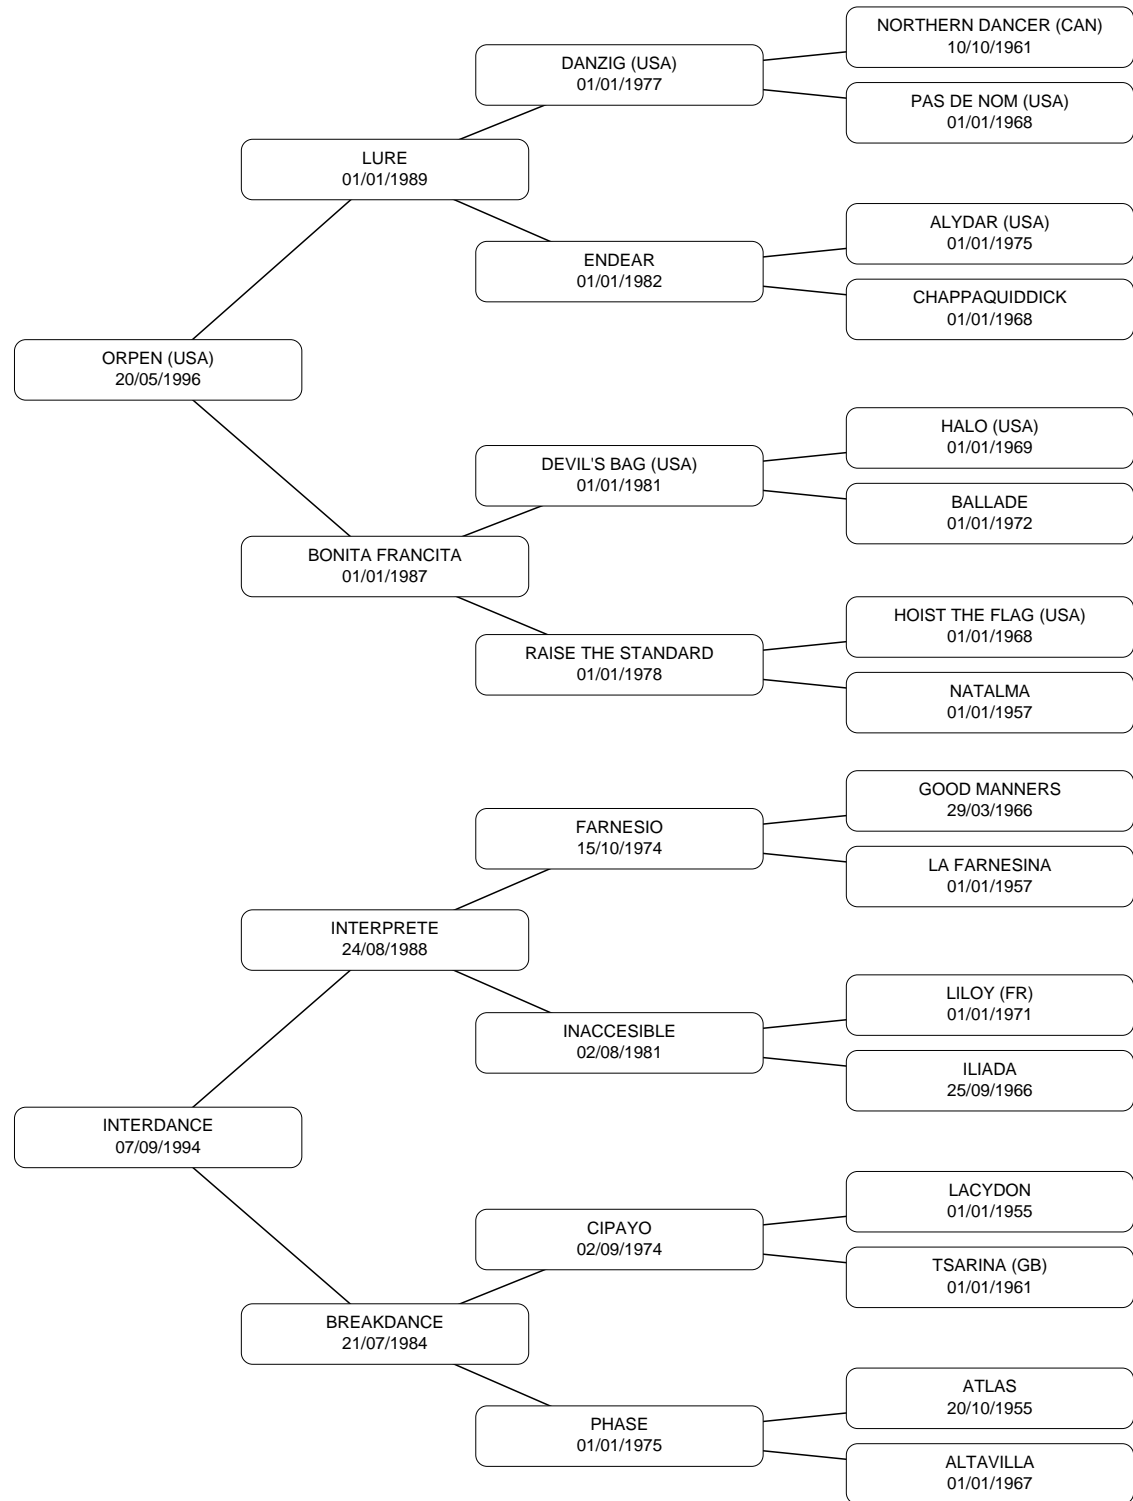 NORTHERN DANCER (CAN)
10/10/1961
DANZIG (USA)
01/01/1977
PAS DE NOM (USA)
01/01/1968
LURE
01/01/1989
ALYDAR (USA)
01/01/1975
ENDEAR
01/01/1982
CHAPPAQUIDDICK
01/01/1968
ORPEN (USA)
20/05/1996
HALO (USA)
01/01/1969
DEVIL'S BAG (USA)
01/01/1981
BALLADE
01/01/1972
BONITA FRANCITA
01/01/1987
HOIST THE FLAG (USA)
01/01/1968
RAISE THE STANDARD
01/01/1978
NATALMA
01/01/1957
GOOD MANNERS
29/03/1966
FARNESIO
15/10/1974
LA FARNESINA
01/01/1957
INTERPRETE
24/08/1988
LILOY (FR)
01/01/1971
INACCESIBLE
02/08/1981
ILIADA
25/09/1966
INTERDANCE
07/09/1994
LACYDON
01/01/1955
CIPAYO
02/09/1974
TSARINA (GB)
01/01/1961
BREAKDANCE
21/07/1984
ATLAS
20/10/1955
PHASE
01/01/1975
ALTAVILLA
01/01/1967